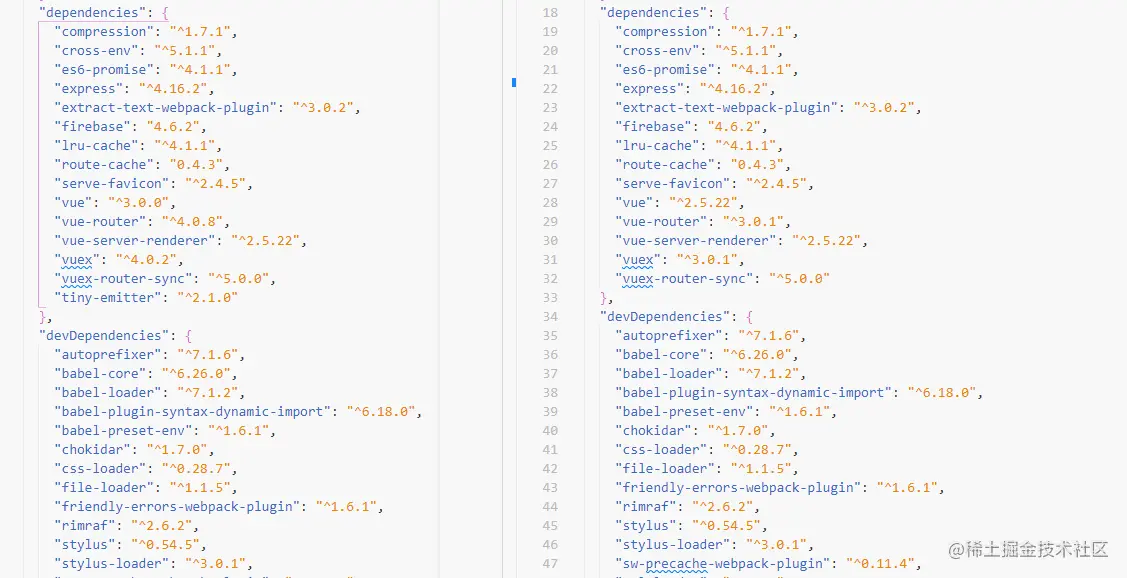 "dependencies": {
"compression": "^1.7.1",
"cross-env": "^5.1.1",
"es6-promise": "^4.1.1",
"express": "^4.16.2",
"extract-text-webpack-plugin": "^3.0.2",
"firebase": "4.6.2",
"lru-cache": "^4.1.1",
"route-cache": "0.4.3",
"serve-favicon": "^2.4.5",
"vue": "^3.0.0",
"vue-router": "^4.0.8",
"vue-server-renderer": "^2.5.22",
"vuex": "^4.0.2",
"vuex-router-sync": "^5.0.0",
"tiny-emitter": "^2.1.0"
},
"devDependencies": {
"autoprefixer": "^7.1.6",
"babel-core": "^6.26.0",
"babel-loader": "^7.1.2",
"babel-plugin-syntax-dynamic-import": "^6.18.0",
"babel-preset-env": "^1.6.1",
"chokidar": "^1.7.0",
"css-loader": "^0.28.7",
"file-loader": "^1.1.5",
"friendly-errors-webpack-plugin": "^1.6.1",
"rimraf": "^2.6.2",
"stylus": "^0.54.5",
"stylus-loader": "^3.0.1",
18 "dependencies": {
19 "compression": "^1.7.1",
20 "cross-env": "^5.1.1",
21 "es6-promise": "^4.1.1",
22 "express": "^4.16.2",
23 "extract-text-webpack-plugin": "^3.0.2",
24 "firebase": "4.6.2",
25 "lru-cache": "^4.1.1",
26 "route-cache": "0.4.3",
27 "serve-favicon": "^2.4.5",
28 "vue": "^2.5.22",
29 "vue-router": "^3.0.1",
30 "vue-server-renderer": "^2.5.22",
31 "vuex": "^3.0.1",
32 "vuex-router-sync": "^5.0.0"
33 },
34 "devDependencies": {
35 "autoprefixer": "^7.1.6",
36 "babel-core": "^6.26.0",
37 "babel-loader": "^7.1.2",
38 "babel-plugin-syntax-dynamic-import": "^6.18.0",
39 "babel-preset-env": "^1.6.1",
40 "chokidar": "^1.7.0",
41 "css-loader": "^0.28.7",
42 "file-loader": "^1.1.5",
43 "friendly-errors-webpack-plugin": "^1.6.1",
44 "rimraf": "^2.6.2",
45 "stylus": "^0.54.5",
46 "stylus-loader": "^3.0.1",
47 "sw-precache-webpack-plugin": "^0.11.4",
@稀土掘金技术社区